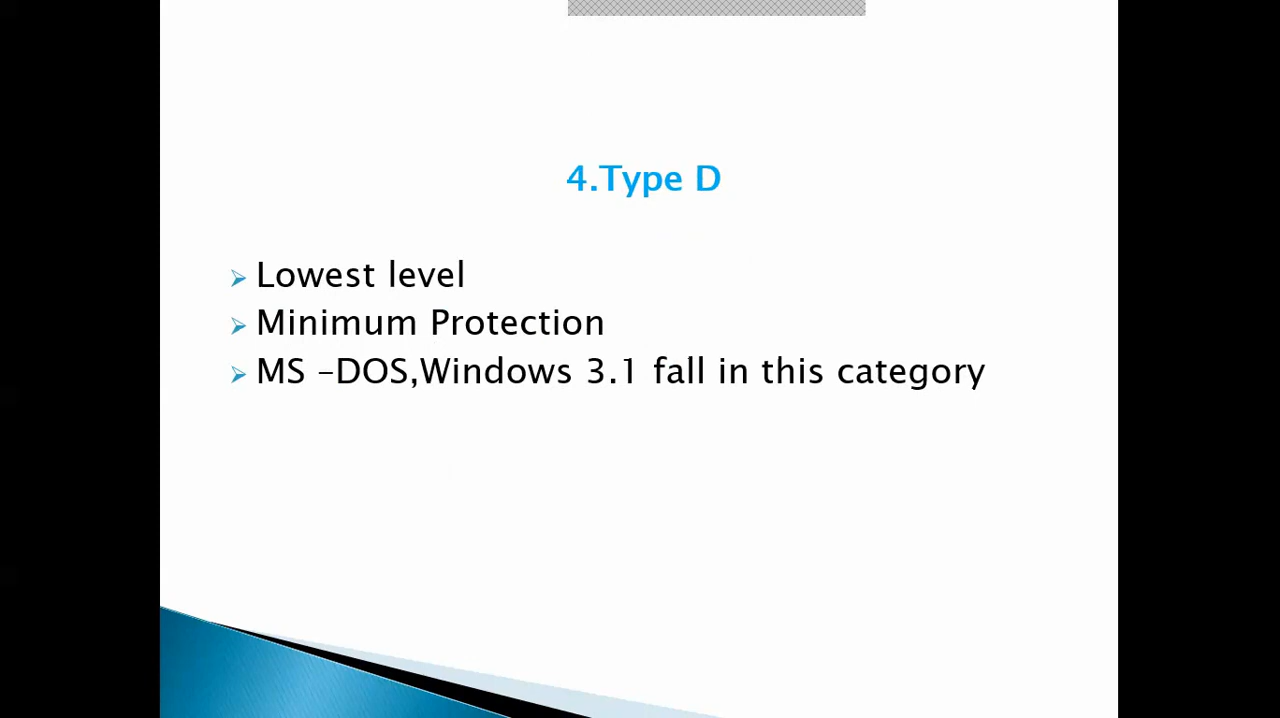 4.Type D
Lowest level
Minimum Protection
MS –DOS,Windows 3.1 fall in this category